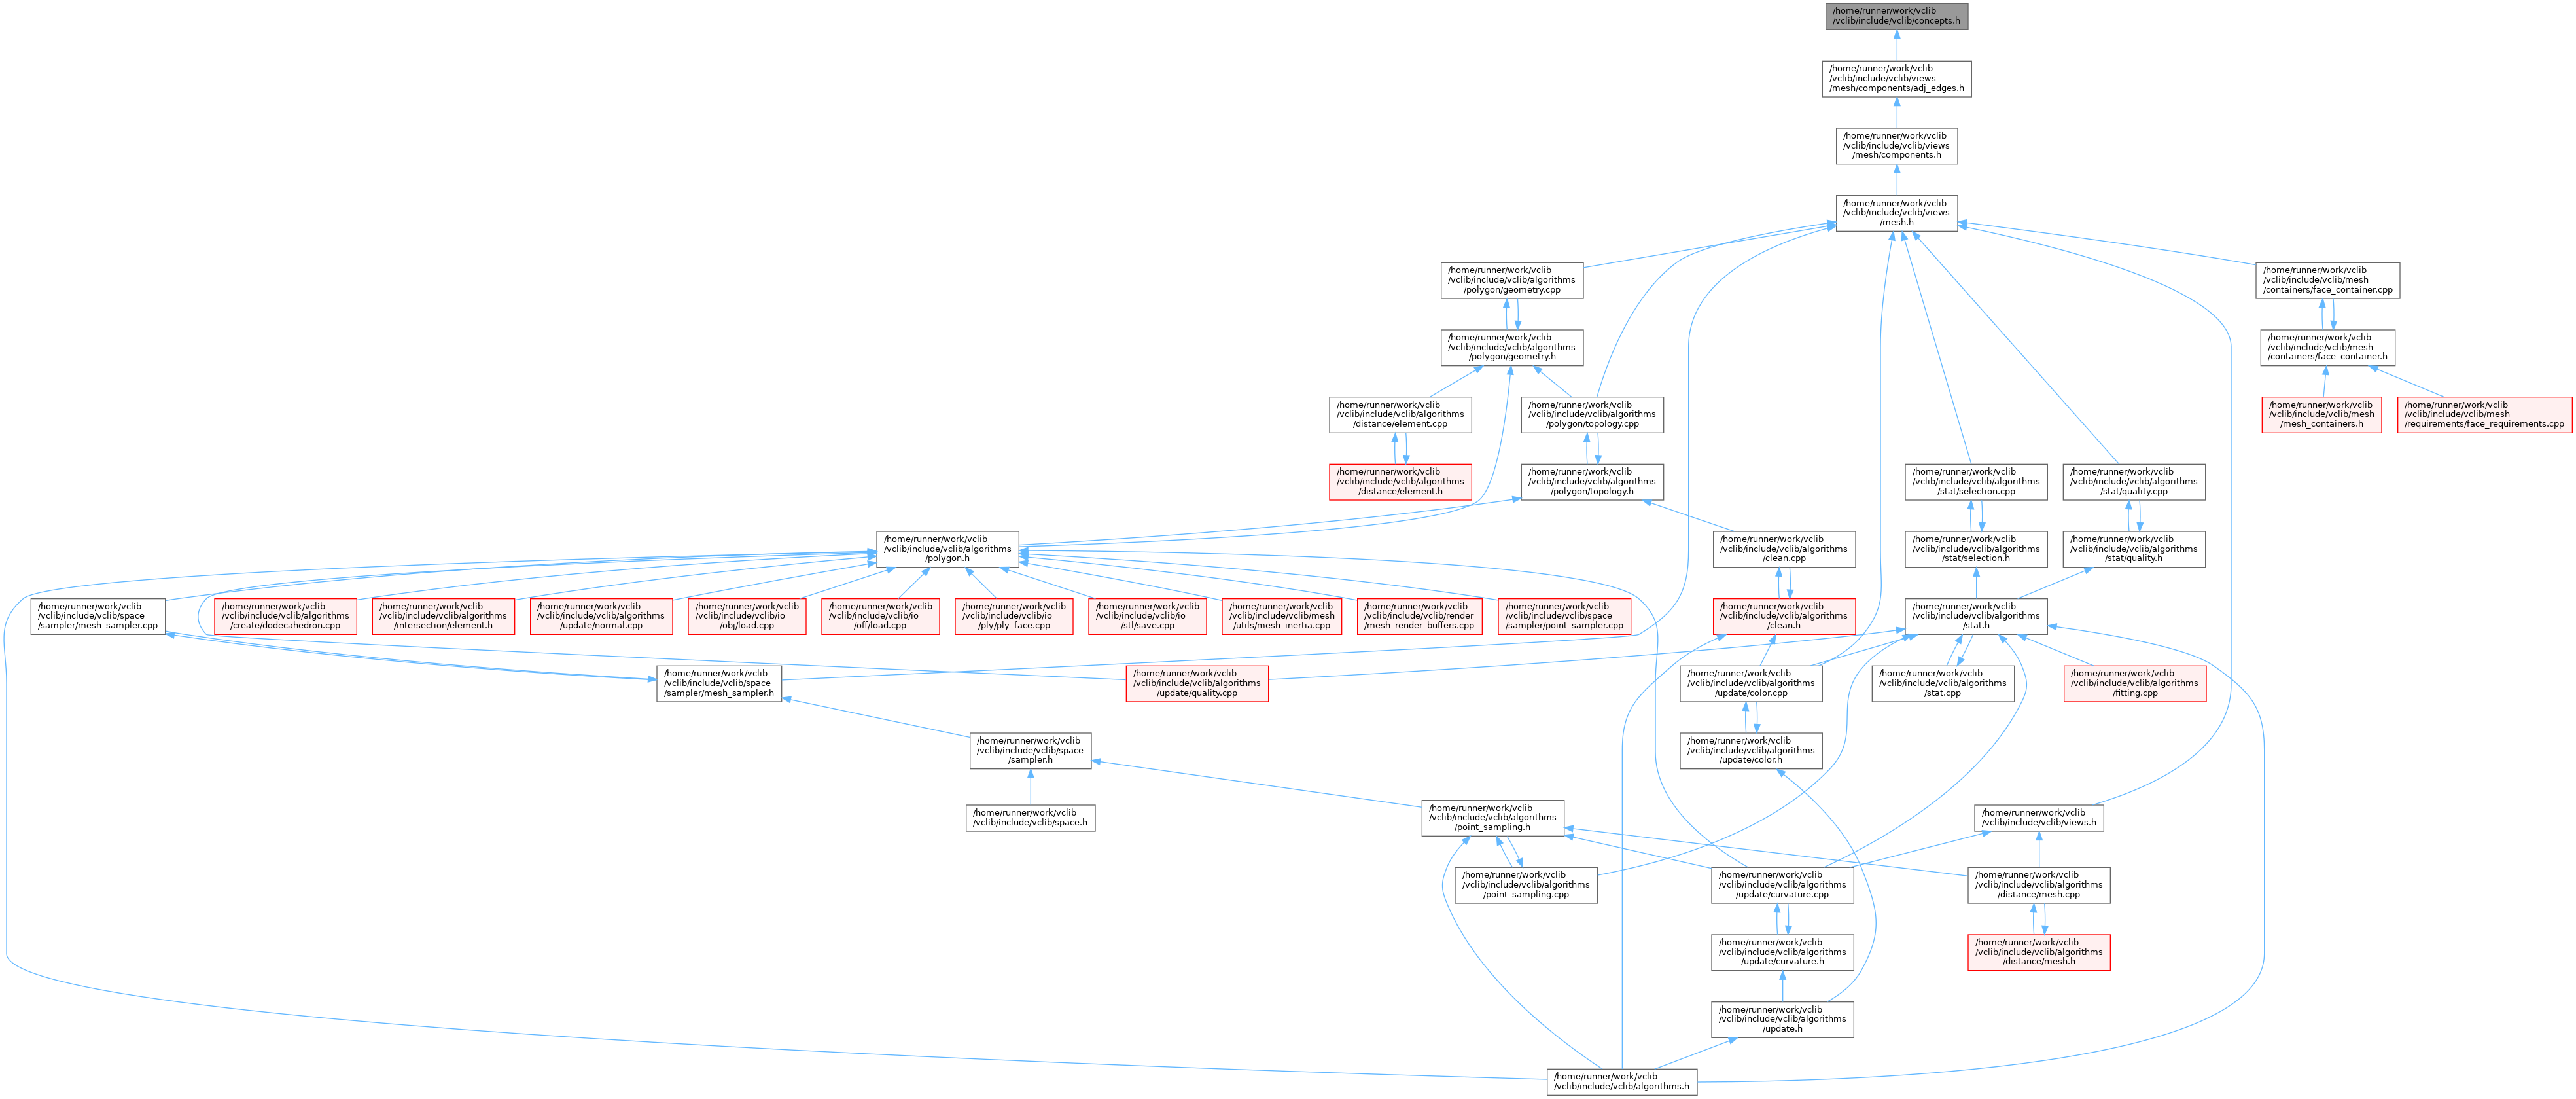 /home/runner/work/vclib
/vclib/include/vclib/concepts.h
/home/runner/work/vclib
/vclib/include/vclib/views
/mesh/components/adj_edges.h
/home/runner/work/vclib
/vclib/include/vclib/views
/mesh/components.h
/home/runner/work/vclib
/vclib/include/vclib/views
/mesh.h
/home/runner/work/vclib
/vclib/include/vclib/algorithms
/polygon/geometry.cpp
/home/runner/work/vclib
/vclib/include/vclib/mesh
/containers/face_container.cpp
/home/runner/work/vclib
/vclib/include/vclib/algorithms
/polygon/geometry.h
/home/runner/work/vclib
/vclib/include/vclib/mesh
/containers/face_container.h
/home/runner/work/vclib
/vclib/include/vclib/algorithms
/distance/element.cpp
/home/runner/work/vclib
/vclib/include/vclib/algorithms
/polygon/topology.cpp
/home/runner/work/vclib
/vclib/include/vclib/mesh
/mesh_containers.h
/home/runner/work/vclib
/vclib/include/vclib/mesh
/requirements/face_requirements.cpp
/home/runner/work/vclib
/vclib/include/vclib/algorithms
/distance/element.h
/home/runner/work/vclib
/vclib/include/vclib/algorithms
/polygon/topology.h
/home/runner/work/vclib
/vclib/include/vclib/algorithms
/stat/selection.cpp
/home/runner/work/vclib
/vclib/include/vclib/algorithms
/stat/quality.cpp
/home/runner/work/vclib
/vclib/include/vclib/algorithms
/polygon.h
/home/runner/work/vclib
/vclib/include/vclib/algorithms
/clean.cpp
/home/runner/work/vclib
/vclib/include/vclib/algorithms
/stat/selection.h
/home/runner/work/vclib
/vclib/include/vclib/algorithms
/stat/quality.h
/home/runner/work/vclib
/vclib/include/vclib/space
/sampler/mesh_sampler.cpp
/home/runner/work/vclib
/vclib/include/vclib/algorithms
/create/dodecahedron.cpp
/home/runner/work/vclib
/vclib/include/vclib/algorithms
/intersection/element.h
/home/runner/work/vclib
/vclib/include/vclib/algorithms
/update/normal.cpp
/home/runner/work/vclib
/vclib/include/vclib/io
/obj/load.cpp
/home/runner/work/vclib
/vclib/include/vclib/io
/off/load.cpp
/home/runner/work/vclib
/vclib/include/vclib/io
/ply/ply_face.cpp
/home/runner/work/vclib
/vclib/include/vclib/io
/stl/save.cpp
/home/runner/work/vclib
/vclib/include/vclib/mesh
/utils/mesh_inertia.cpp
/home/runner/work/vclib
/vclib/include/vclib/render
/mesh_render_buffers.cpp
/home/runner/work/vclib
/vclib/include/vclib/space
/sampler/point_sampler.cpp
/home/runner/work/vclib
/vclib/include/vclib/algorithms
/clean.h
/home/runner/work/vclib
/vclib/include/vclib/algorithms
/stat.h
/home/runner/work/vclib
/vclib/include/vclib/space
/sampler/mesh_sampler.h
/home/runner/work/vclib
/vclib/include/vclib/algorithms
/update/quality.cpp
/home/runner/work/vclib
/vclib/include/vclib/algorithms
/update/color.cpp
/home/runner/work/vclib
/vclib/include/vclib/algorithms
/stat.cpp
/home/runner/work/vclib
/vclib/include/vclib/algorithms
/fitting.cpp
/home/runner/work/vclib
/vclib/include/vclib/space
/sampler.h
/home/runner/work/vclib
/vclib/include/vclib/algorithms
/update/color.h
/home/runner/work/vclib
/vclib/include/vclib/space.h
/home/runner/work/vclib
/vclib/include/vclib/algorithms
/point_sampling.h
/home/runner/work/vclib
/vclib/include/vclib/views.h
/home/runner/work/vclib
/vclib/include/vclib/algorithms
/point_sampling.cpp
/home/runner/work/vclib
/vclib/include/vclib/algorithms
/update/curvature.cpp
/home/runner/work/vclib
/vclib/include/vclib/algorithms
/distance/mesh.cpp
/home/runner/work/vclib
/vclib/include/vclib/algorithms
/update/curvature.h
/home/runner/work/vclib
/vclib/include/vclib/algorithms
/distance/mesh.h
/home/runner/work/vclib
/vclib/include/vclib/algorithms
/update.h
/home/runner/work/vclib
/vclib/include/vclib/algorithms.h